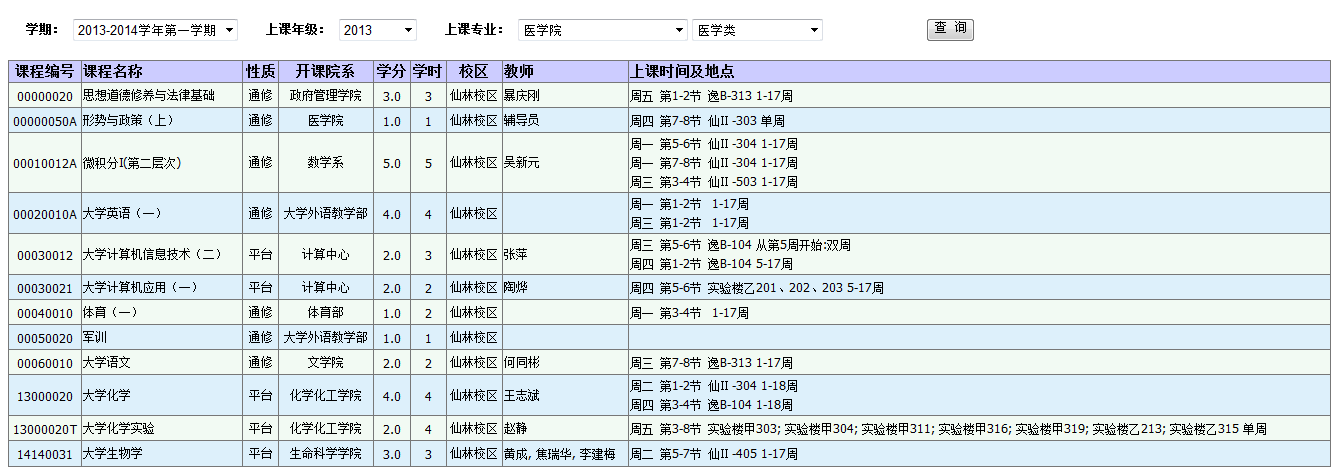 学期： 2013-2014学年第一学期 上课年级： 2013 上课专业： 医学院 医学类 查 询
课程编号 课程名称 性质 开课院系 学分 学时 校区 教师 上课时间及地点
00000020 思想道德修养与法律基础 通修 政府管理学院 3.0 3 仙林校区 暴庆刚 周五 第1-2节 逸B-313 1-17周
00000050A 形势与政策（上） 通修 医学院 1.0 1 仙林校区 辅导员 周四 第7-8节 仙II -303 单周
00010012A 微积分I(第二层次) 通修 数学系 5.0 5 仙林校区 吴新元 周一 第5-6节 仙II -304 1-17周
周一 第7-8节 仙II -304 1-17周
周三 第3-4节 仙II -503 1-17周
00020010A 大学英语（一） 通修 大学外语教学部 4.0 4 仙林校区 周一 第1-2节 1-17周
周三 第1-2节 1-17周
00030012 大学计算机信息技术（二） 平台 计算中心 2.0 3 仙林校区 张萍 周三 第5-6节 逸B-104 从第5周开始:双周
周四 第1-2节 逸B-104 5-17周
00030021 大学计算机应用（一） 平台 计算中心 2.0 2 仙林校区 陶烨 周四 第5-6节 实验楼乙201、202、203 5-17周
00040010 体育（一） 通修 体育部 1.0 2 仙林校区 周一 第3-4节 1-17周
00050020 军训 通修 大学外语教学部 1.0 1 仙林校区
00060010 大学语文 通修 文学院 2.0 2 仙林校区 何同彬 周三 第7-8节 逸B-313 1-17周
13000020 大学化学 平台 化学化工学院 4.0 4 仙林校区 王志斌 周二 第1-2节 仙II -304 1-18周
周四 第3-4节 逸B-104 1-18周
13000020T 大学化学实验 平台 化学化工学院 2.0 4 仙林校区 赵静 周五 第3-8节 实验楼甲303; 实验楼甲304; 实验楼甲311; 实验楼甲316; 实验楼甲319; 实验楼乙213; 实验楼乙315 单周
14140031 大学生物学 平台 生命科学学院 3.0 3 仙林校区 黄成, 焦瑞华, 李建梅 周二 第5-7节 仙II -405 1-17周